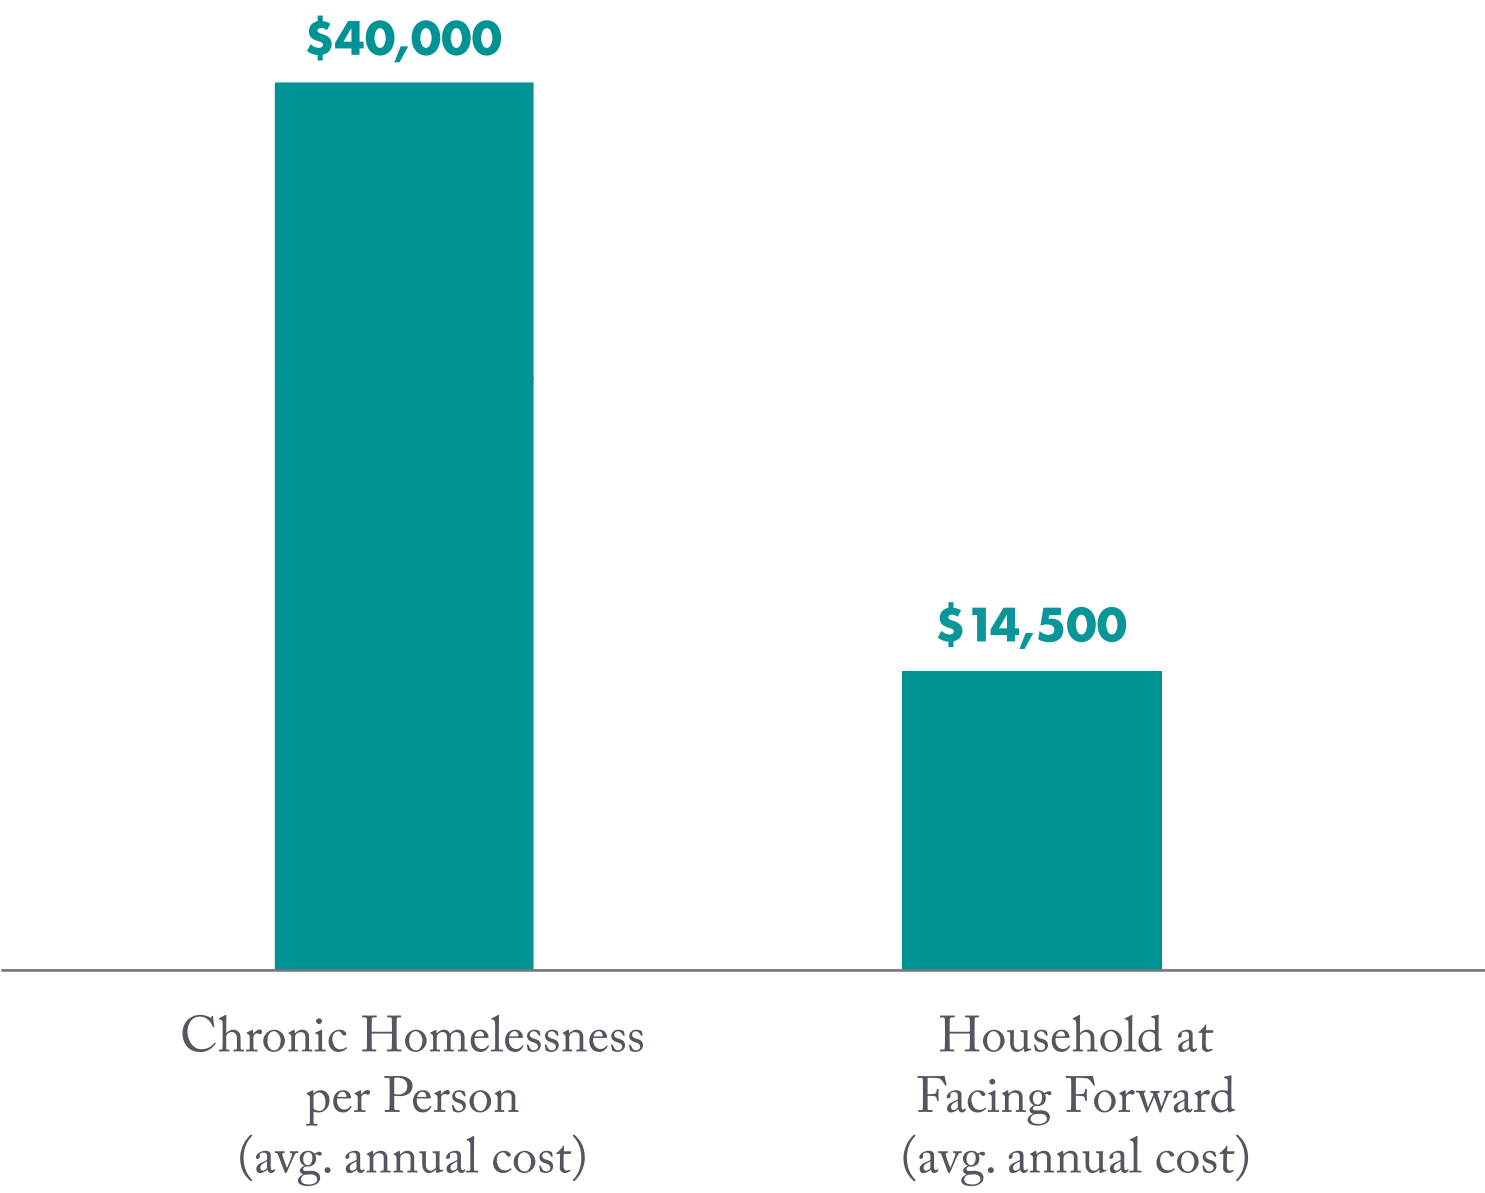 $40,000
$14,500
Chronic Homelessness
per Person
(avg. annual cost)
Household at
Facing Forward
(avg. annual cost)